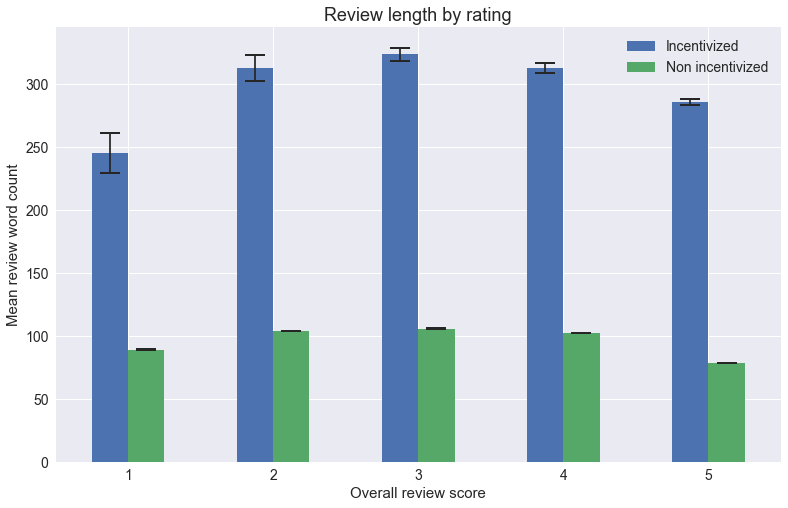 Review length by rating
Incentivized
Non incentivized
Mean review word count
300
250
200
150
100
50
0
1 2 3 4 5
Overall review score